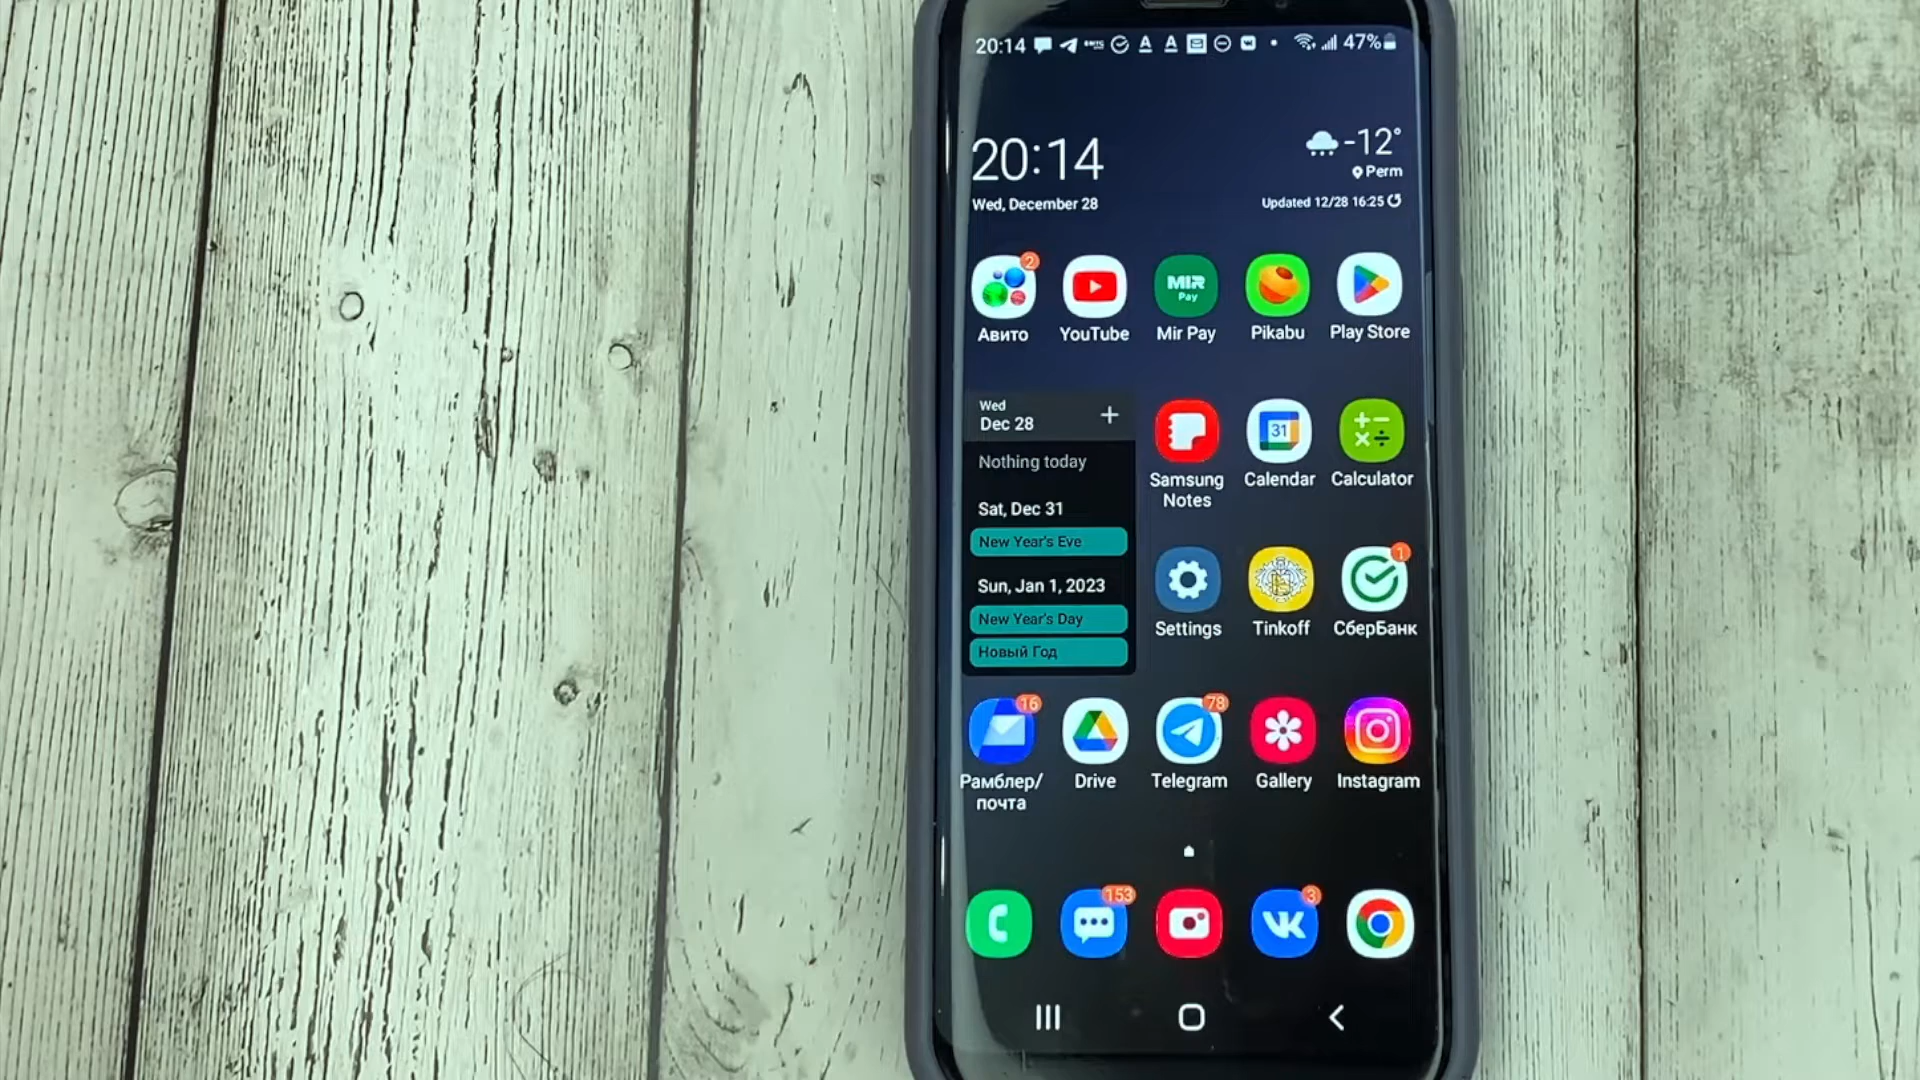 20:14
47%
20:14
-12°
Perm
Wed, December 28
Updated 12/28 16:25
2
MIR
Pay
Авито
YouTube
Mir Pay
Pikabu
Play Store
Wed
Dec 28
+
Nothing today
Sat, Dec 31
New Year's Eve
Sun, Jan 1, 2023
New Year's Day
Новый Год
31
Samsung
Notes
Calendar
Calculator
1
Settings
Tinkoff
СберБанк
16
78
Рамблер/
почта
Drive
Telegram
Gallery
Instagram
153
3